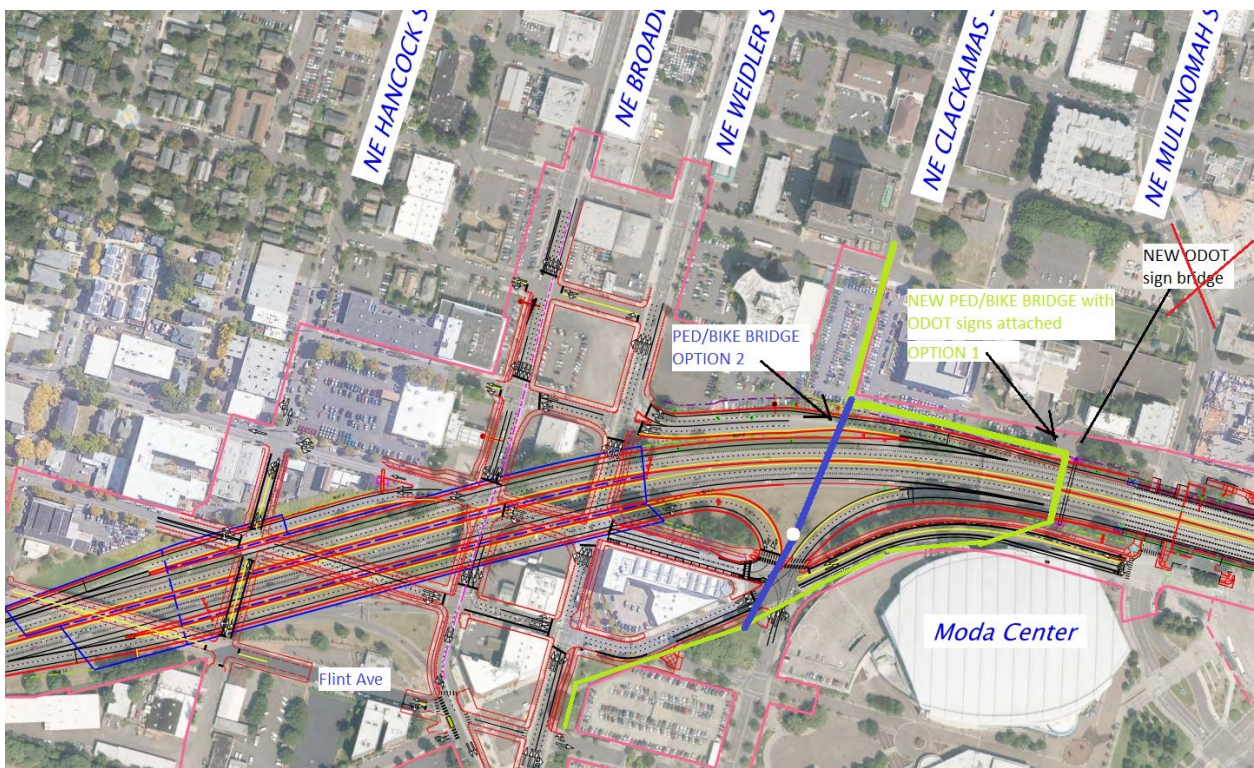 NE HANCOCK S
NE BROADW
NE WEIDLER S
NE CLACKAMAS S
NE MULTNOMAH S
NEW ODOT
sign bridge
NEW PED/BIKE BRIDGE with
ODOT signs attached
OPTION 1
PED/BIKE BRIDGE
OPTION 2
Moda Center
Flint Ave